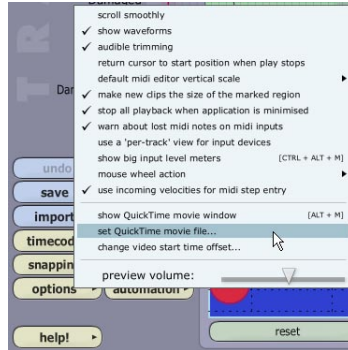 Damaged
scroll smoothly
✓ show waveforms
✓ audible trimming
return cursor to start position when play stops
default midi editor vertical scale
✓ make new clips the size of the marked region
✓ stop all playback when application is minimised
✓ warn about lost midi notes on midi inputs
use a 'per-track' view for input devices
show big input level meters [CTRL + ALT + M]
mouse wheel action
✓ use incoming velocities for midi step entry
show QuickTime movie window [ALT + M]
set QuickTime movie file...
change video start time offset...
preview volume:
T R A
Dar
undo
save
import
timecod
snappin
options
automation
help!
reset